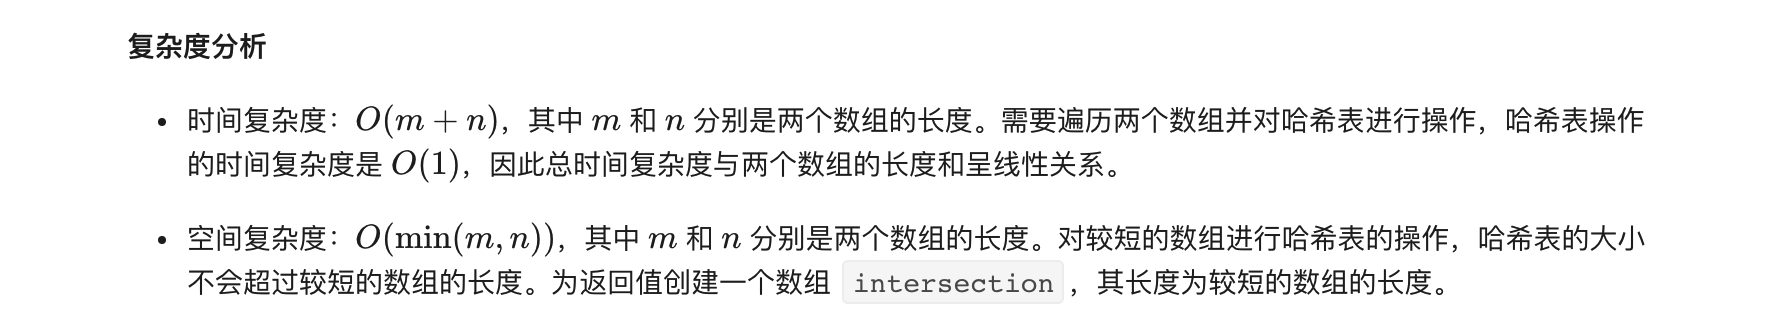 复杂度分析
• 时间复杂度：O(m + n)，其中 m 和 n 分别是两个数组的长度。需要遍历两个数组并对哈希表进行操作，哈希表操作
的时间复杂度是 O(1)，因此总时间复杂度与两个数组的长度和呈线性关系。
• 空间复杂度：O(min(m, n))，其中 m 和 n 分别是两个数组的长度。对较短的数组进行哈希表的操作，哈希表的大小
不会超过较短的数组的长度。为返回值创建一个数组 intersection，其长度为较短的数组的长度。